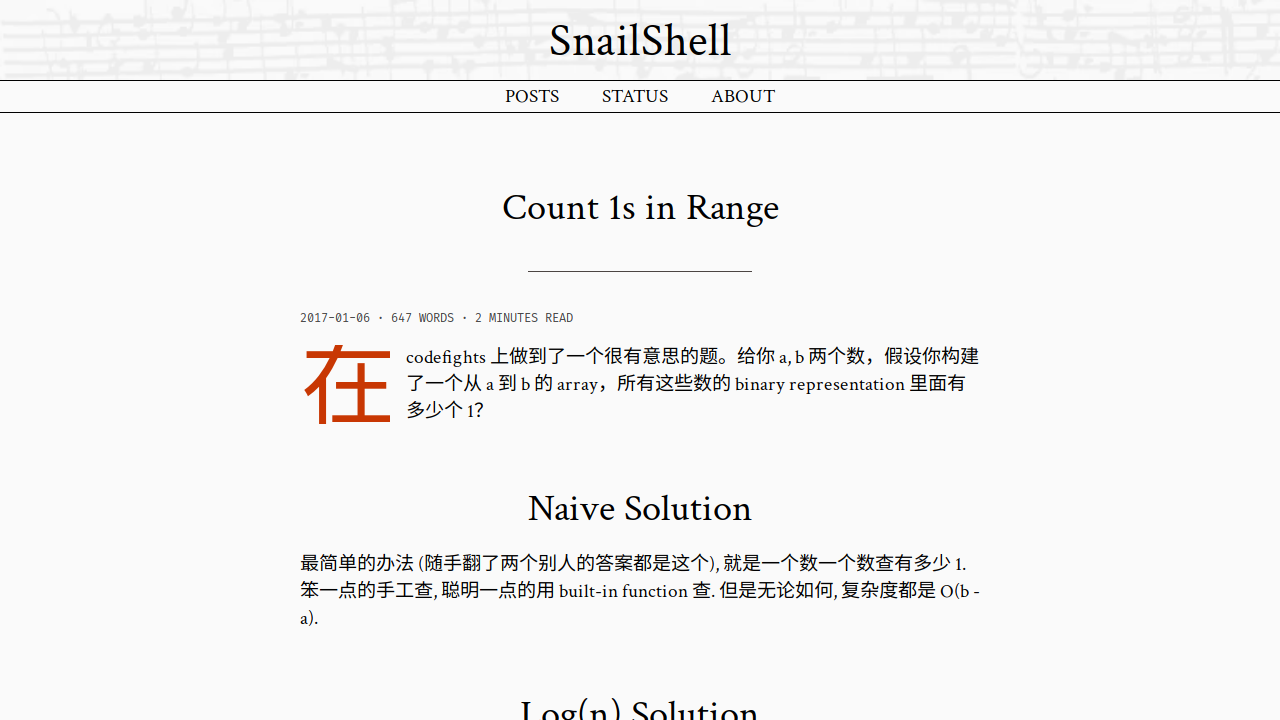 SnailShell
POSTS STATUS ABOUT
Count 1s in Range
2017-01-06 · 647 WORDS · 2 MINUTES READ
在 codefights 上做到了一个很有意思的题。给你 a, b 两个数，假设你构建
了一个从 a 到 b 的 array，所有这些数的 binary representation 里面有
多少个 1？
Naive Solution
最简单的办法 (随手翻了两个别人的答案都是这个), 就是一个数一个数查有多少 1.
笨一点的手工查, 聪明一点的用 built-in function 查. 但是无论如何, 复杂度都是 O(b -
a).
Log(n) Solution